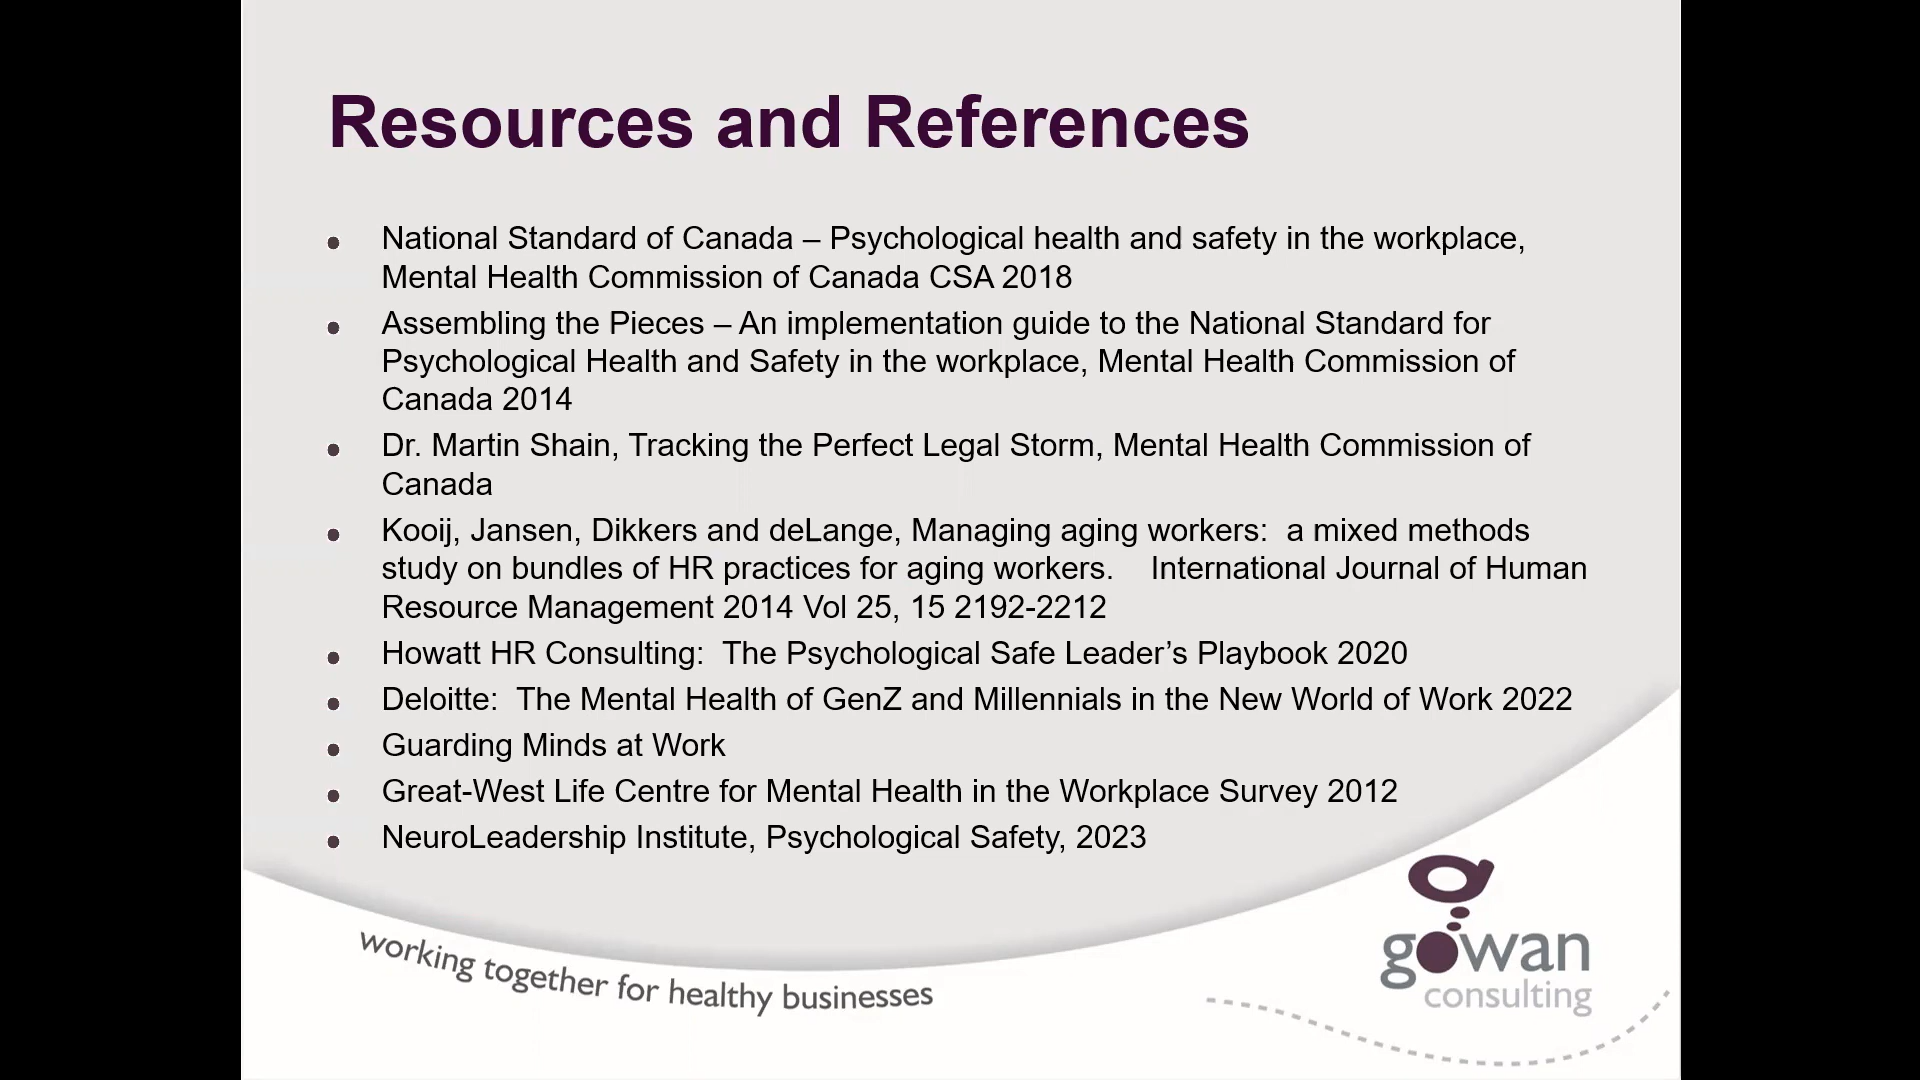 Resources and References
• National Standard of Canada – Psychological health and safety in the workplace,
Mental Health Commission of Canada CSA 2018
• Assembling the Pieces – An implementation guide to the National Standard for
Psychological Health and Safety in the workplace, Mental Health Commission of
Canada 2014
• Dr. Martin Shain, Tracking the Perfect Legal Storm, Mental Health Commission of
Canada
• Kooij, Jansen, Dikkers and deLange, Managing aging workers:  a mixed methods
study on bundles of HR practices for aging workers.    International Journal of Human
Resource Management 2014 Vol 25, 15 2192-2212
• Howatt HR Consulting:  The Psychological Safe Leader’s Playbook 2020
• Deloitte:  The Mental Health of GenZ and Millennials in the New World of Work 2022
• Guarding Minds at Work
• Great-West Life Centre for Mental Health in the Workplace Survey 2012
• NeuroLeadership Institute, Psychological Safety, 2023
working together for healthy businesses
gowan
consulting